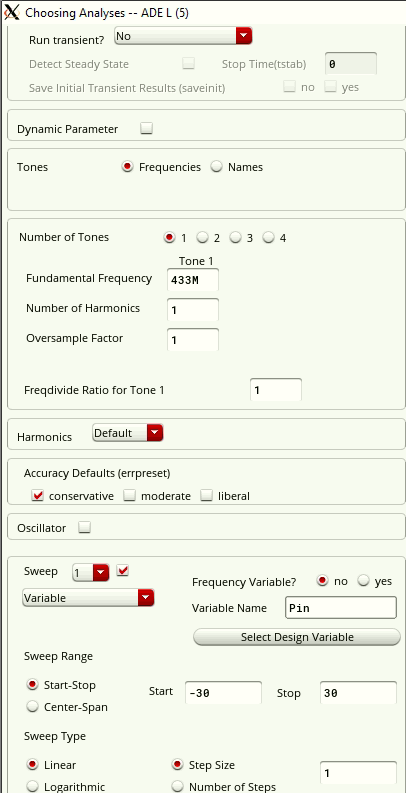 Choosing Analyses -- ADE L (5)
Run transient? No
Detect Steady State Stop Time(tstab) 0
Save Initial Transient Results (saveinit) no yes
Dynamic Parameter
Tones Frequencies Names
Number of Tones 1 2 3 4
Tone 1
Fundamental Frequency 433M
Number of Harmonics 1
Oversample Factor 1
Freqdivide Ratio for Tone 1 1
Harmonics Default
Accuracy Defaults (errpreset)
conservative moderate liberal
Oscillator
Sweep 1
Frequency Variable? no yes
Variable
Variable Name Pin
Select Design Variable
Sweep Range
Start-Stop Start -30 Stop 30
Center-Span
Sweep Type
Linear Step Size 1
Logarithmic Number of Steps